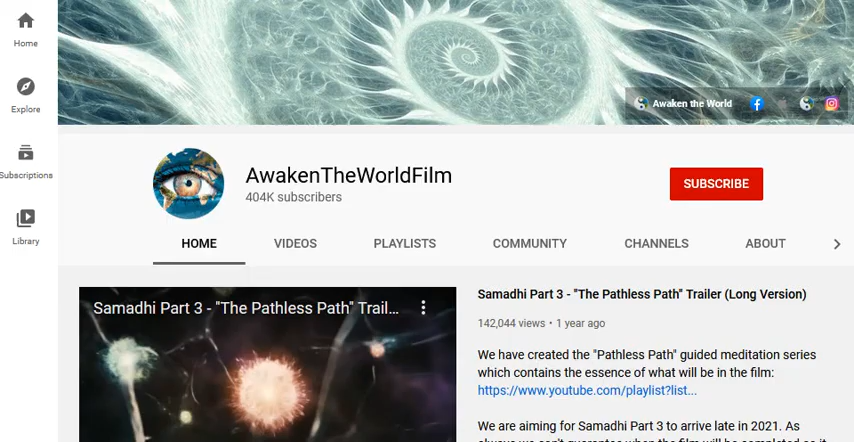 Home
Explore
Subscriptions
Library
Awaken the World
AwakenTheWorldFilm
404K subscribers
SUBSCRIBE
HOME VIDEOS PLAYLISTS COMMUNITY CHANNELS ABOUT
Samadhi Part 3 - "The Pathless Path" Trail...
Samadhi Part 3 - "The Pathless Path" Trailer (Long Version)
142,044 views • 1 year ago
We have created the "Pathless Path" guided meditation series
which contains the essence of what will be in the film:
https://www.youtube.com/playlist?list...
We are aiming for Samadhi Part 3 to arrive late in 2021. As
always we can't guarantee when the film will be completed as it